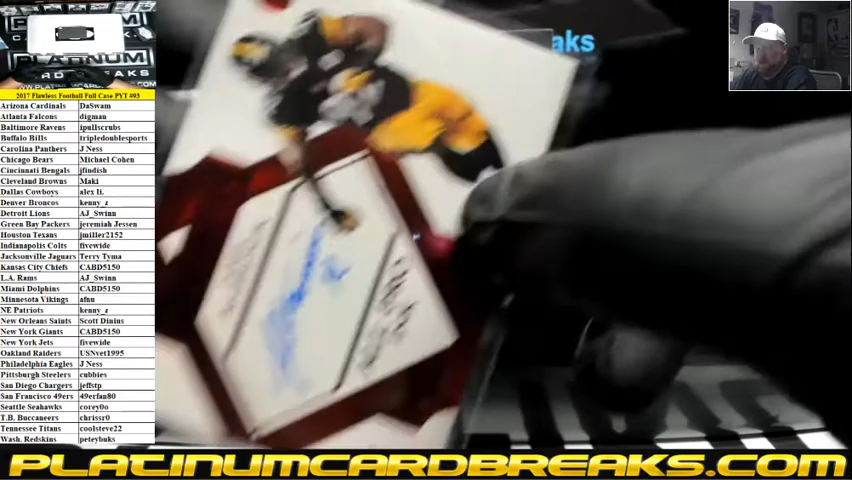 PLATINUM
CARD BREAKS
aks
2017 Flawless Football Full Case PYT #93
Arizona Cardinals DaSwam
Atlanta Falcons digman
Baltimore Ravens ipullscrubs
Buffalo Bills tripledoublesports
Carolina Panthers J Ness
Chicago Bears Michael Cohen
Cincinnati Bengals jfindish
Cleveland Browns Maki
Dallas Cowboys alex li.
Denver Broncos kenny_z
Detroit Lions AJ_Swinn
Green Bay Packers jeremiah Jessen
Houston Texans jmiller2152
Indianapolis Colts fivewide
Jacksonville Jaguars Terry Tyma
Kansas City Chiefs CABD5150
L.A. Rams AJ_Swinn
Miami Dolphins CABD5150
Minnesota Vikings afnu
NE Patriots kenny_z
New Orleans Saints Scott Dinius
New York Giants CABD5150
New York Jets fivewide
Oakland Raiders USNvet1995
Philadelphia Eagles J Ness
Pittsburgh Steelers cubbies
San Diego Chargers jeffstp
San Francisco 49ers 49erfan80
Seattle Seahawks corey0o
T.B. Buccaneers chrissr0
Tennessee Titans coolsteve22
Wash. Redskins peteybuks
PLATINUMCARDBREAKS.COM